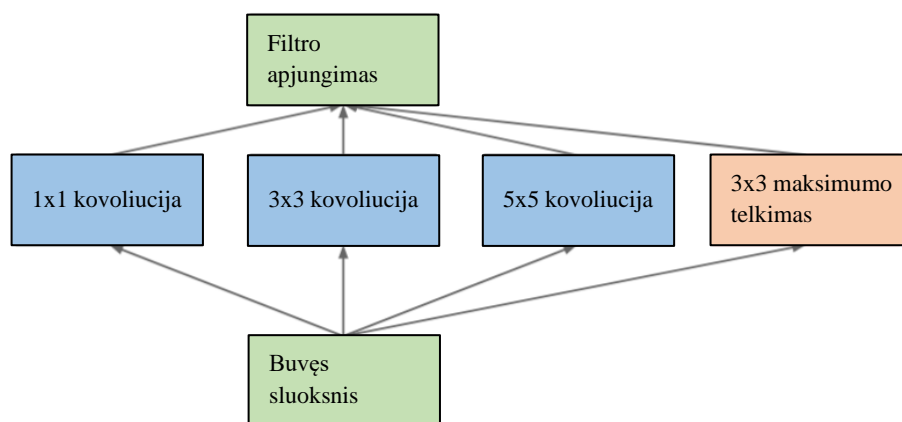 Filtro
apjungimas
1x1 kovoliucija
3x3 kovoliucija
5x5 kovoliucija
3x3 maksimumo
telkimas
Buvęs
sluoksnis